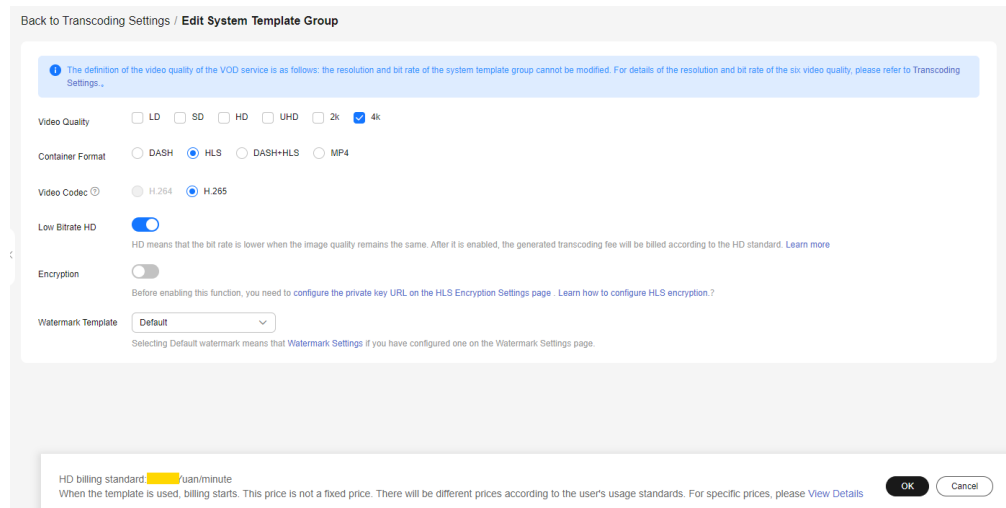 Back to Transcoding Settings / Edit System Template Group
The definition of the video quality of the VOD service is as follows: the resolution and bit rate of the system template group cannot be modified. For details of the resolution and bit rate of the six video quality, please refer to Transcoding
Settings.。
Video Quality LD SD HD UHD 2k 4k
Container Format DASH HLS DASH+HLS MP4
Video Codec ? H.264 H.265
Low Bitrate HD
HD means that the bit rate is lower when the image quality remains the same. After it is enabled, the generated transcoding fee will be billed according to the HD standard. Learn more
Encryption
Before enabling this function, you need to configure the private key URL on the HLS Encryption Settings page . Learn how to configure HLS encryption.?
Watermark Template Default
Selecting Default watermark means that Watermark Settings if you have configured one on the Watermark Settings page.
HD billing standard: uan/minute
When the template is used, billing starts. This price is not a fixed price. There will be different prices according to the user's usage standards. For specific prices, please View Details
OK Cancel